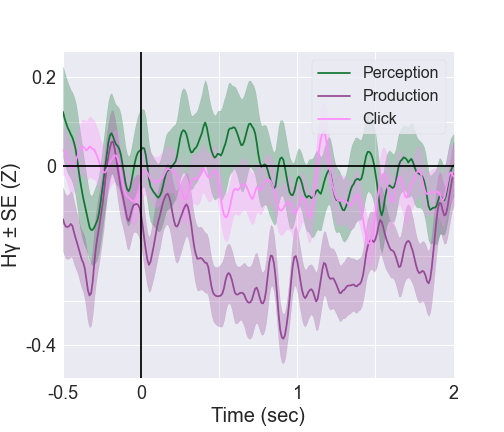 Perception
Production
Click
Hγ ± SE (Z)
0.2
0
-0.4
-0.5
0
1
2
Time (sec)